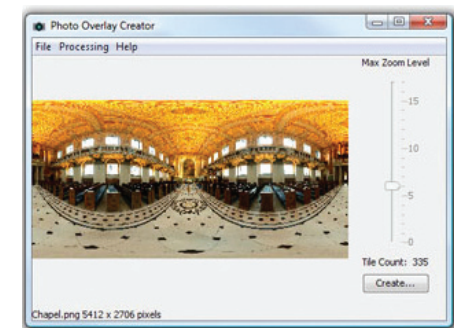 Photo Overlay Creator
File Processing Help
Max Zoom Level
15
10
5
0
Tile Count: 335
Create...
Chapel.png 5412 x 2706 pixels